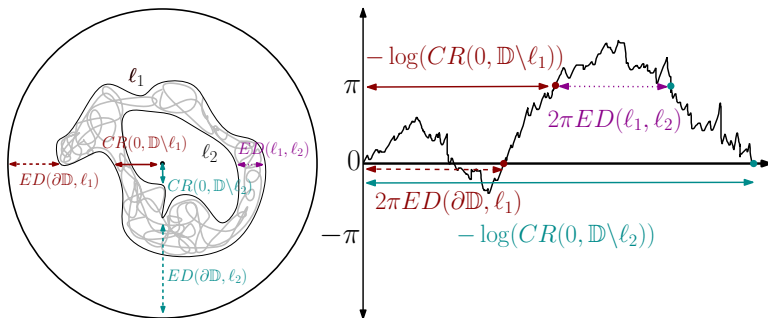 ℓ₁
CR(0, 𝔻\ℓ₁)
ℓ₂
ED(ℓ₁, ℓ₂)
ED(∂𝔻, ℓ₁)
CR(0, 𝔻\ℓ₂)
ED(∂𝔻, ℓ₂)
−log(CR(0, 𝔻\ℓ₁))
π
2πED(ℓ₁, ℓ₂)
0
2πED(∂𝔻, ℓ₁)
−π
−log(CR(0, 𝔻\ℓ₂))